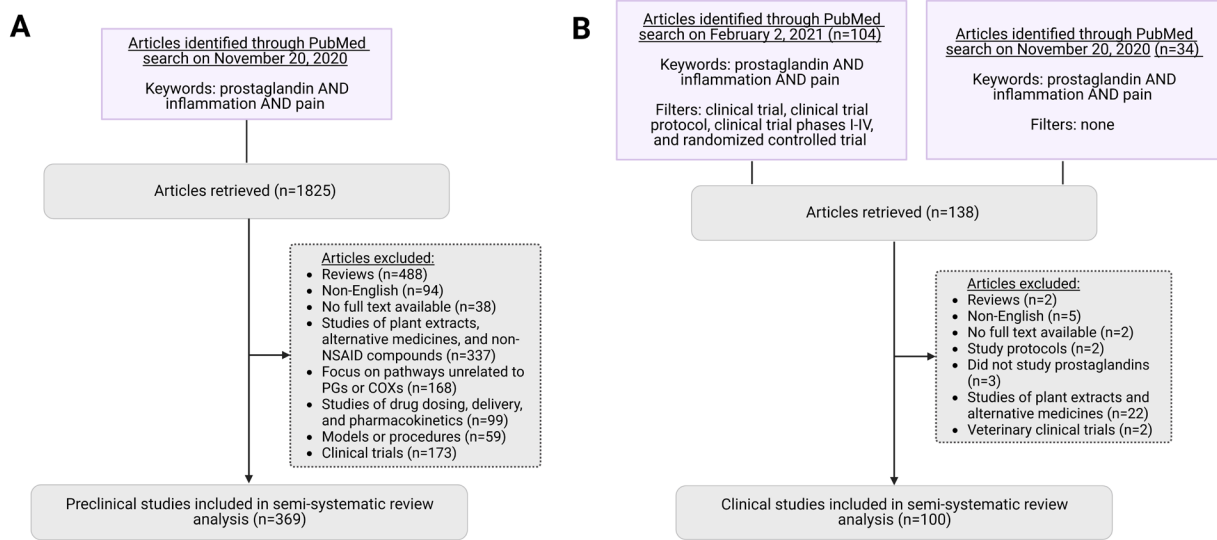 A
Articles identified through PubMed
search on November 20, 2020
Keywords: prostaglandin AND
inflammation AND pain
Articles retrieved (n=1825)
Articles excluded:
• Reviews (n=488)
• Non-English (n=94)
• No full text available (n=38)
• Studies of plant extracts,
alternative medicines, and non-
NSAID compounds (n=337)
• Focus on pathways unrelated to
PGs or COXs (n=168)
• Studies of drug dosing, delivery,
and pharmacokinetics (n=99)
• Models or procedures (n=59)
• Clinical trials (n=173)
Preclinical studies included in semi-systematic review
analysis (n=369)
B
Articles identified through PubMed
search on February 2, 2021 (n=104)
Keywords: prostaglandin AND
inflammation AND pain
Filters: clinical trial, clinical trial
protocol, clinical trial phases I-IV,
and randomized controlled trial
Articles identified through PubMed
search on November 20, 2020 (n=34)
Keywords: prostaglandin AND
inflammation AND pain
Filters: none
Articles retrieved (n=138)
Articles excluded:
• Reviews (n=2)
• Non-English (n=5)
• No full text available (n=2)
• Study protocols (n=2)
• Did not study prostaglandins
(n=3)
• Studies of plant extracts and
alternative medicines (n=22)
• Veterinary clinical trials (n=2)
Clinical studies included in semi-systematic review
analysis (n=100)